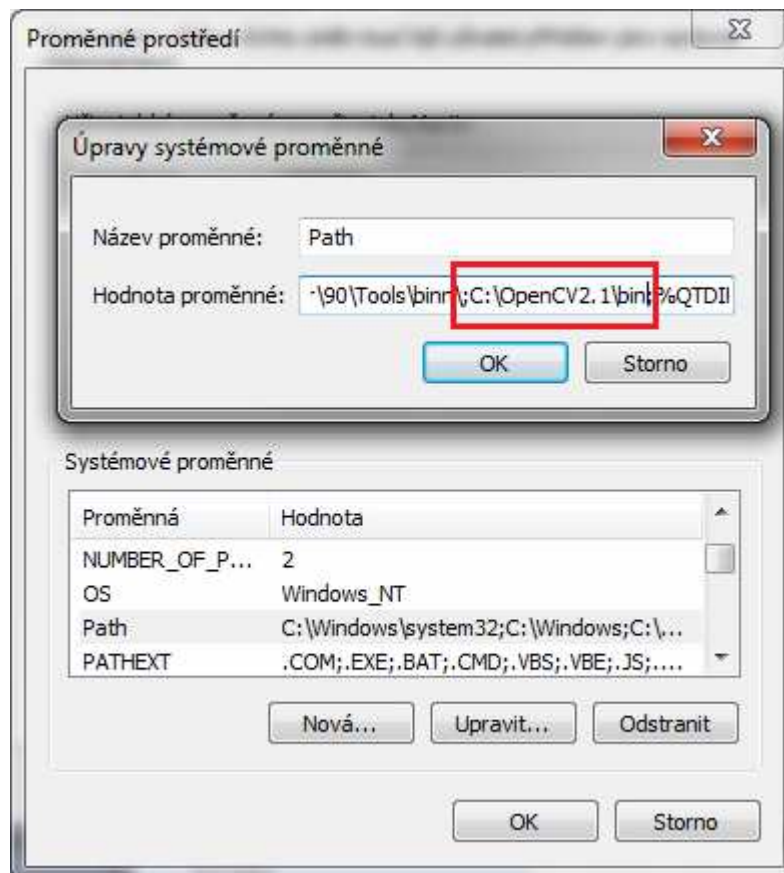 Proměnné prostředí
Úpravy systémové proměnné
Název proměnné: Path
Hodnota proměnné: \90\Tools\binn\;C:\OpenCV2.1\bin;%QTDI
OK Storno
Systémové proměnné
Proměnná Hodnota
NUMBER_OF_P... 2
OS Windows_NT
Path C:\Windows\system32;C:\Windows;C:\...
PATHEXT .COM;.EXE;.BAT;.CMD;.VBS;.VBE;.JS;....
Nová... Upravit... Odstranit
OK Storno